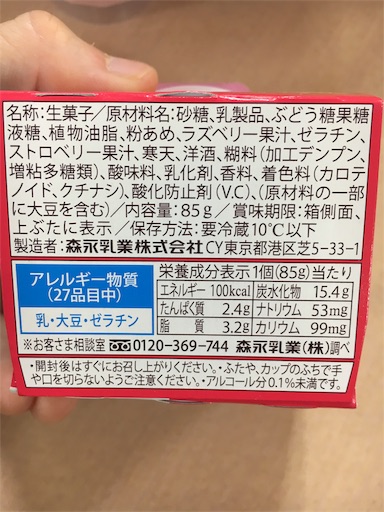 名称:生菓子/原材料名:砂糖、乳製品、ぶどう糖果糖
液糖、植物油脂、粉あめ、ラズベリー果汁、ゼラチン、
ストロベリー果汁、寒天、洋酒、糊料(加工デンプン、
増粘多糖類)、酸味料、乳化剤、香料、着色料(カロテ
ノイド、クチナシ)、酸化防止剤(V.C)、(原材料の一部
に大豆を含む)/内容量:85g/賞味期限:箱側面、
上ぶたに表示/保存方法:要冷蔵10℃以下
製造者:森永乳業株式会社CY東京都港区芝5-33-1
アレルギー物質
(27品目中)
乳・大豆・ゼラチン
栄養成分表示1個(85g)当たり
エネルギー 100kcal 炭水化物 15.4g
たんぱく質 2.4g ナトリウム 53mg
脂質 3.2g カリウム 99mg
※お客さま相談室 0120-369-744 森永乳業(株)調べ
・開封後はすぐにお召し上がりください。・ふたや、カップのふちで手
や口を切らないようご注意ください。・アルコール分0.1%未満です。